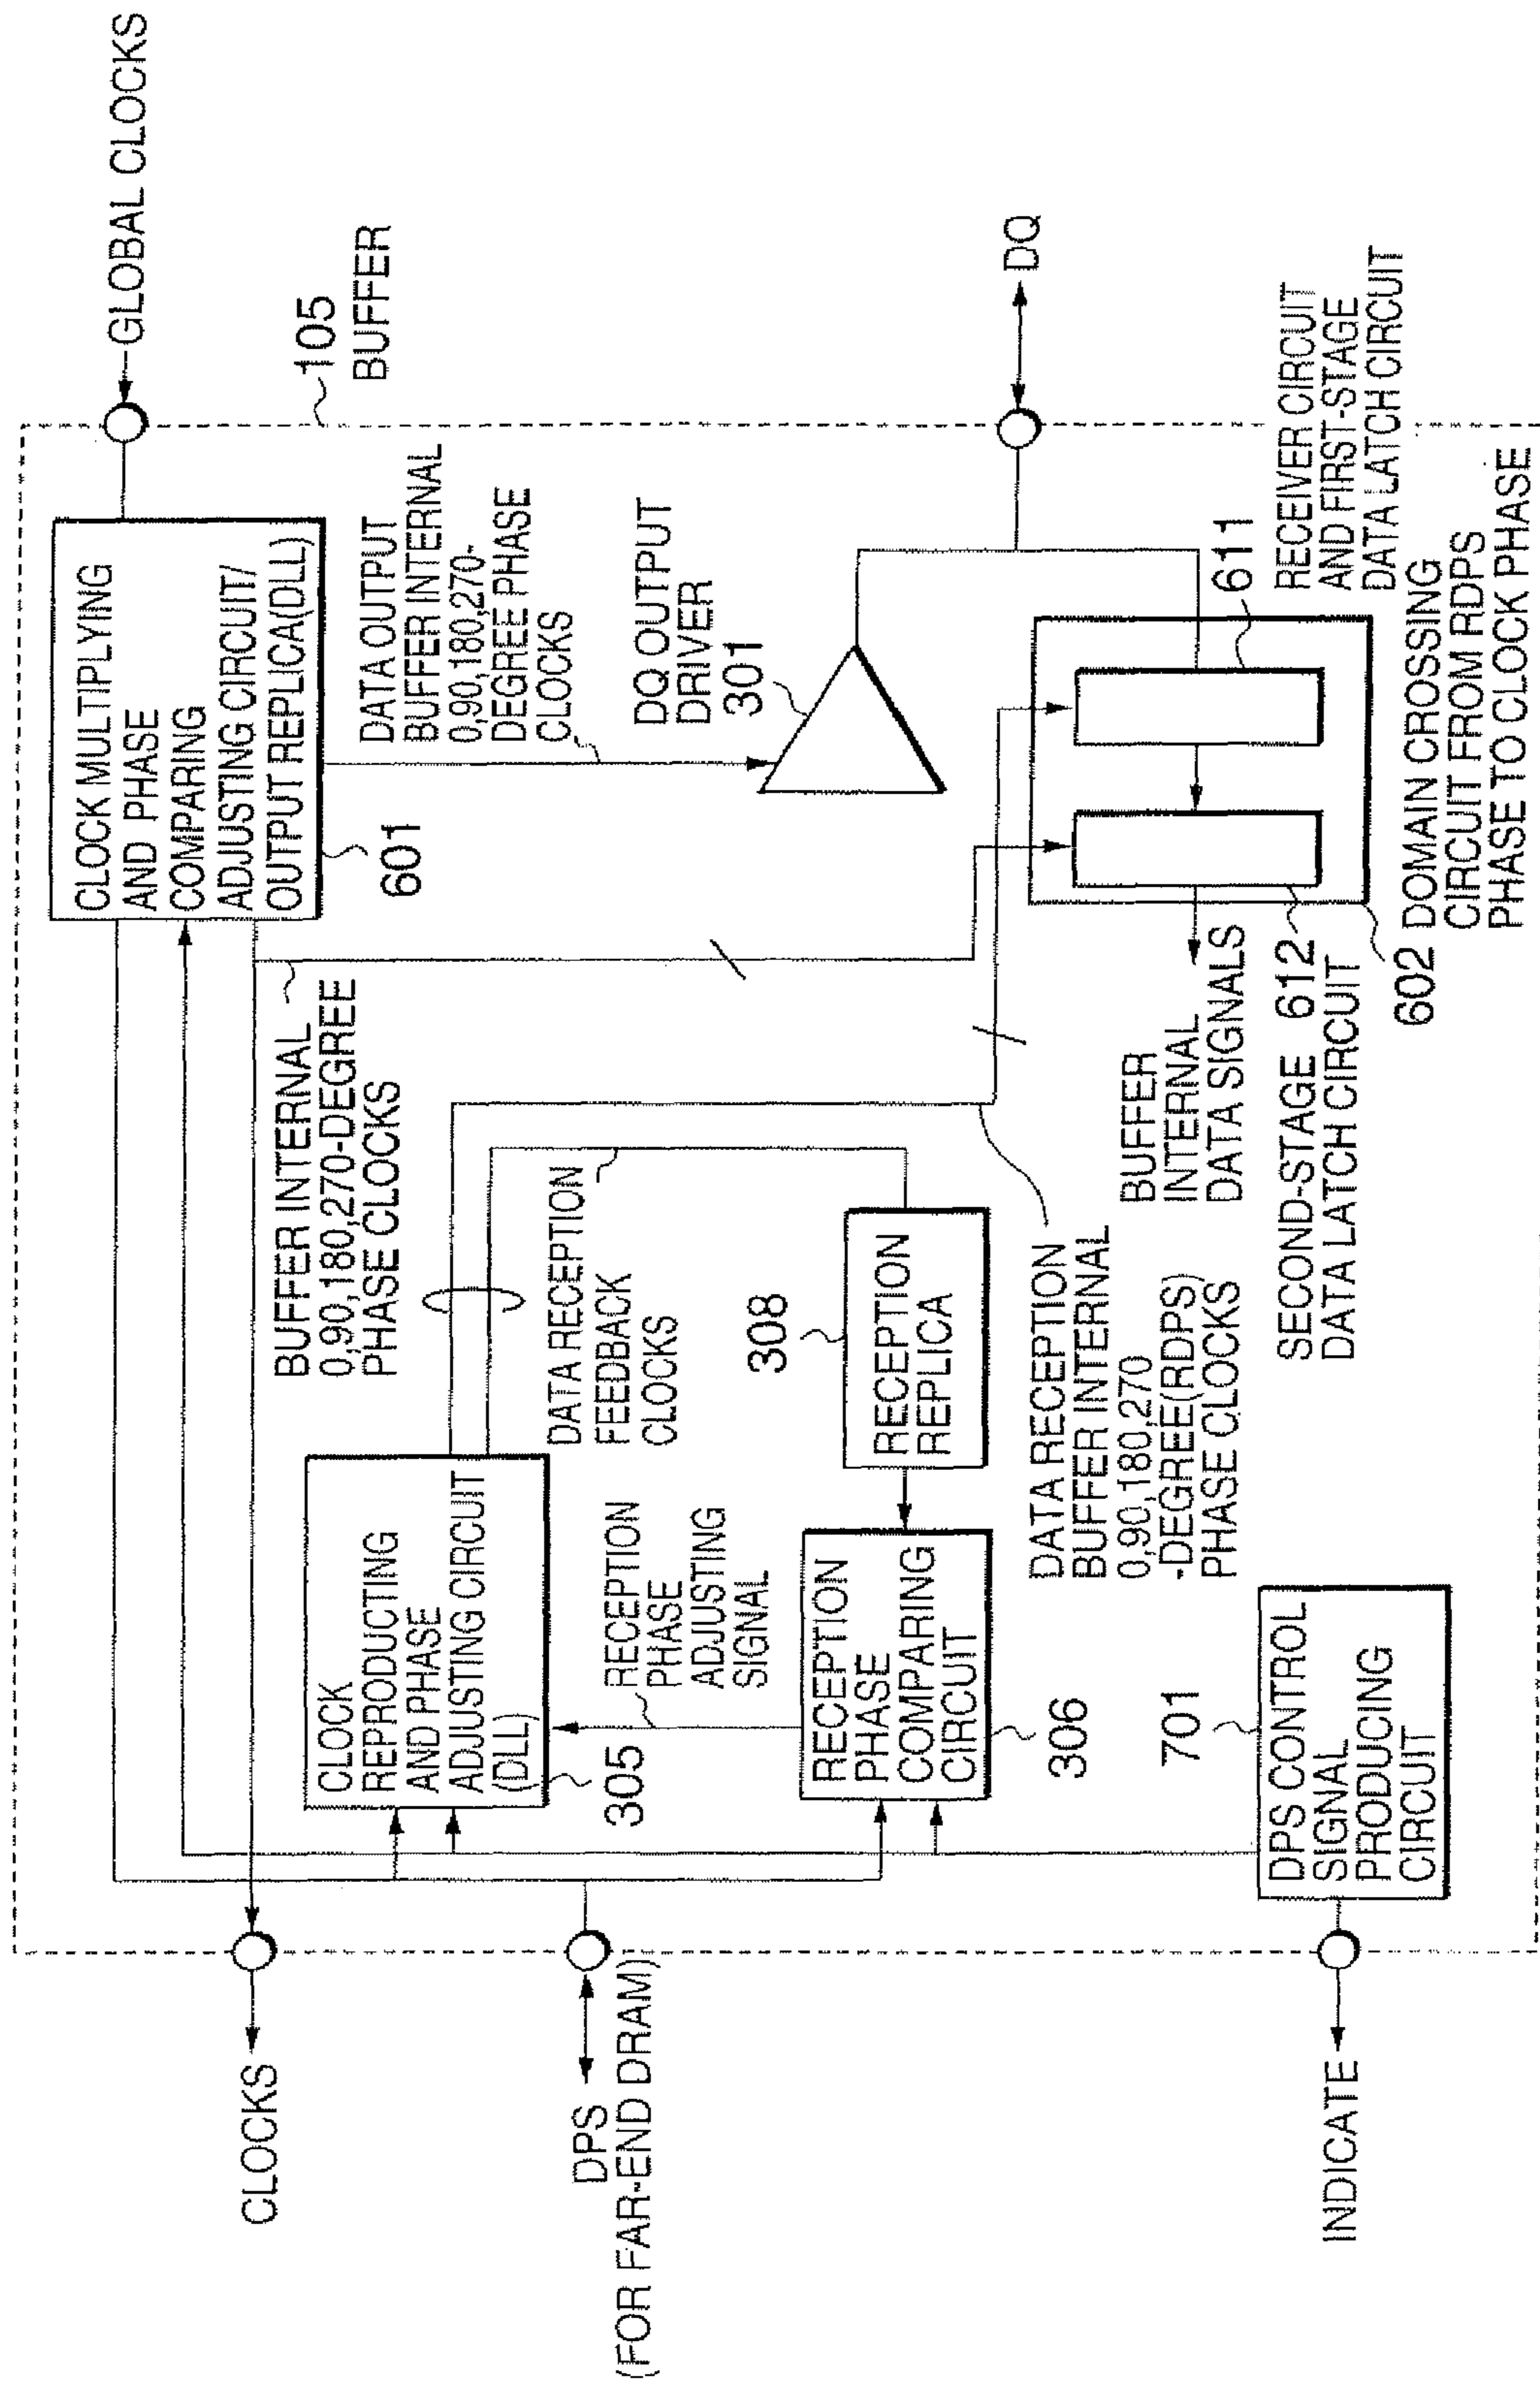 GLOBAL CLOCKS
105
BUFFER
CLOCK MULTIPLYING
AND PHASE
COMPARING
ADJUSTING CIRCUIT/
OUTPUT REPLICA(DLL)
601
DATA OUTPUT
BUFFER INTERNAL
0,90,180,270-
DEGREE PHASE
CLOCKS
DQ OUTPUT
DRIVER
301
DQ
RECEIVER CIRCUIT
AND FIRST-STAGE
DATA LATCH CIRCUIT
611
DOMAIN CROSSING
CIRCUIT FROM RDPS
PHASE TO CLOCK PHASE
602
SECOND-STAGE 612
DATA LATCH CIRCUIT
BUFFER
INTERNAL
DATA SIGNALS
BUFFER INTERNAL
0,90,180,270-DEGREE
PHASE CLOCKS
DATA RECEPTION
FEEDBACK
CLOCKS
308
RECEPTION
REPLICA
DATA RECEPTION
BUFFER INTERNAL
0,90,180,270
-DEGREE(RDPS)
PHASE CLOCKS
CLOCK
REPRODUCING
AND PHASE
ADJUSTING CIRCUIT
(DLL)
305
RECEPTION
PHASE
ADJUSTING
SIGNAL
RECEPTION
PHASE
COMPARING
CIRCUIT
306
701
DPS CONTROL
SIGNAL
PRODUCING
CIRCUIT
CLOCKS
DPS
(FOR FAR-END DRAM)
INDICATE